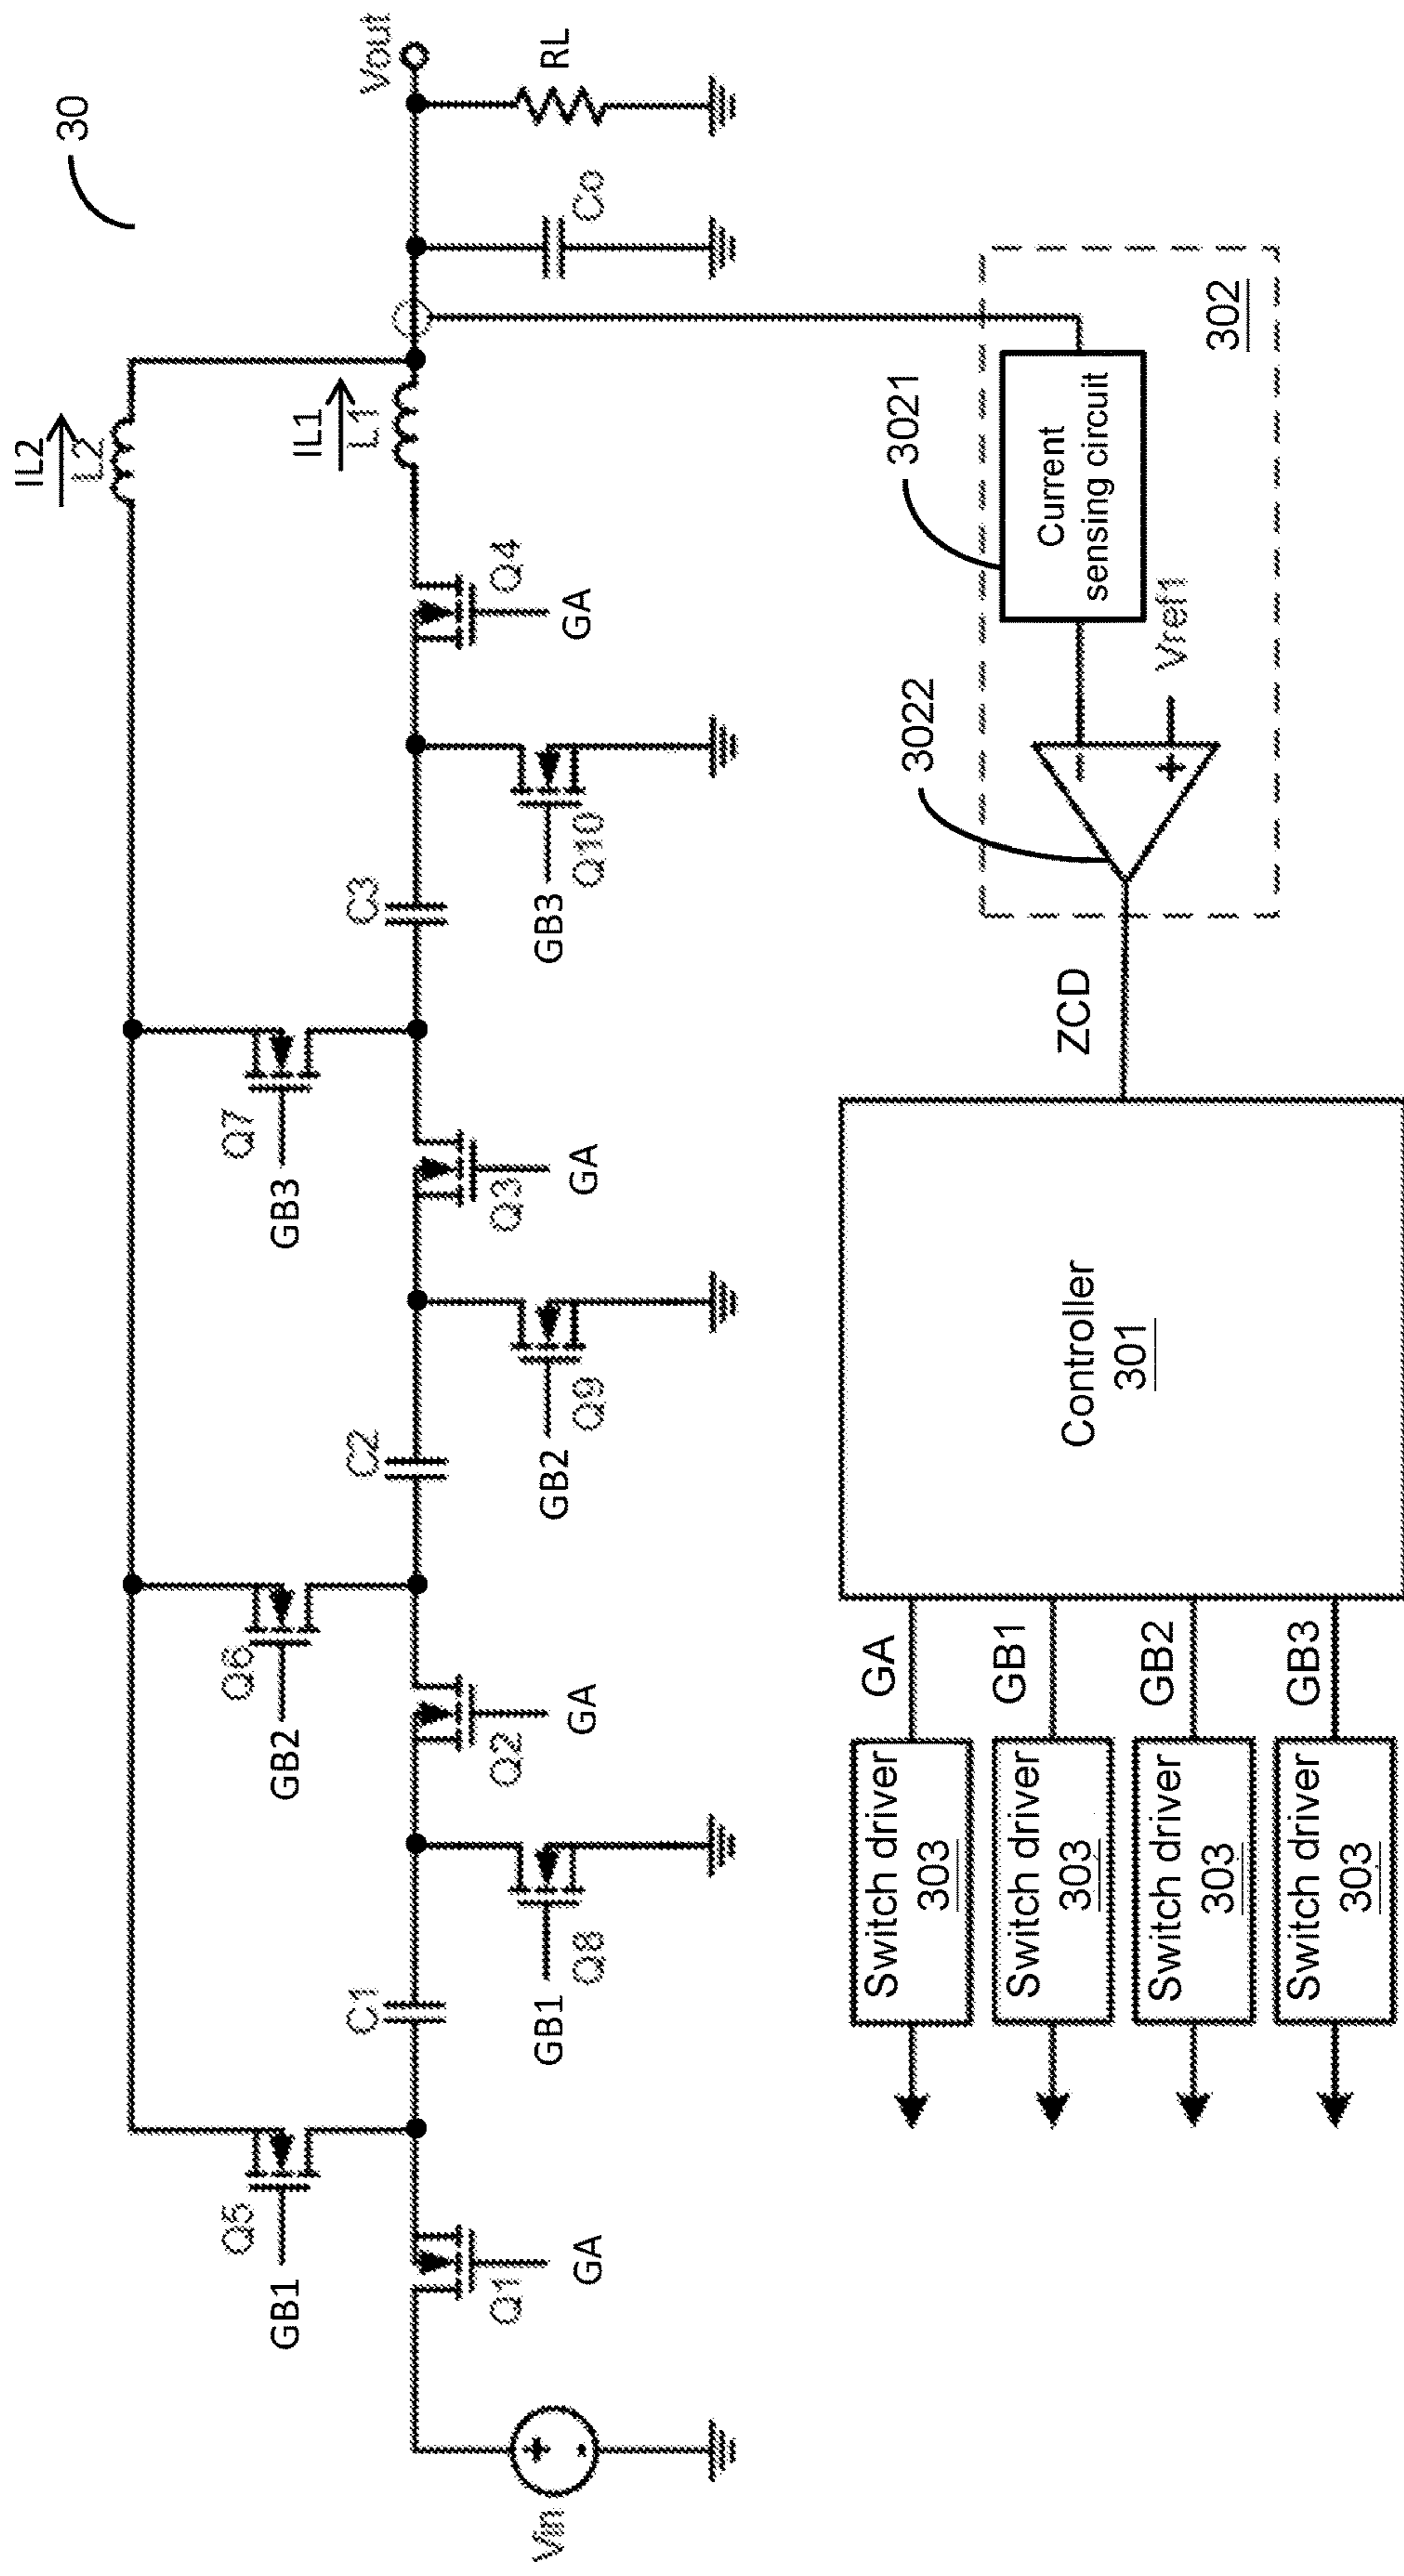 30
IL2
L2
IL1
L1
Vout
RL
Co
Q5
GB1
Q6
GB2
Q7
GB3
C1
C2
C3
Q1
GA
Q2
GA
Q3
GA
Q4
GA
GB1
Q8
GB2
Q9
GB3
Q10
Vin
+
-
GA
GB1
GB2
GB3
Switch driver
303
Switch driver
303
Switch driver
303
Switch driver
303
Controller
301
ZCD
3022
3021
-
+
Vref1
Current
sensing circuit
302